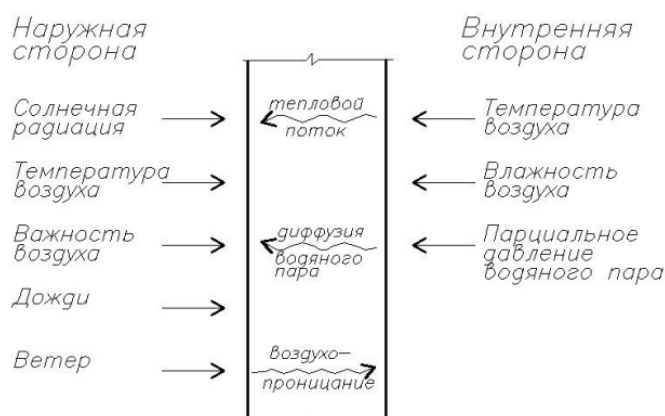 Наружная
сторона
Внутренняя
сторона
Солнечная
радиация
тепловой
поток
Температура
воздуха
Температура
воздуха
Влажность
воздуха
Важность
воздуха
диффузия
водяного
пара
Парциальное
давление
водяного пара
Дожди
Ветер
воздухо-
проницание